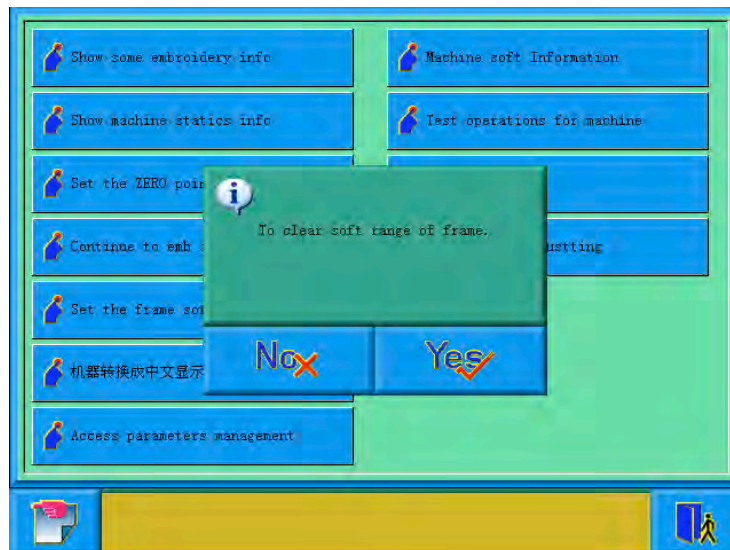 Show some embroidery info
Machine soft Information
Show machine statics info
Test operations for machine
Set the ZERO poin
To clear soft range of frame.
Continue to emb
ustting
Set the frame sof
No
Yes
机器转换成中文显示
Access parameters management